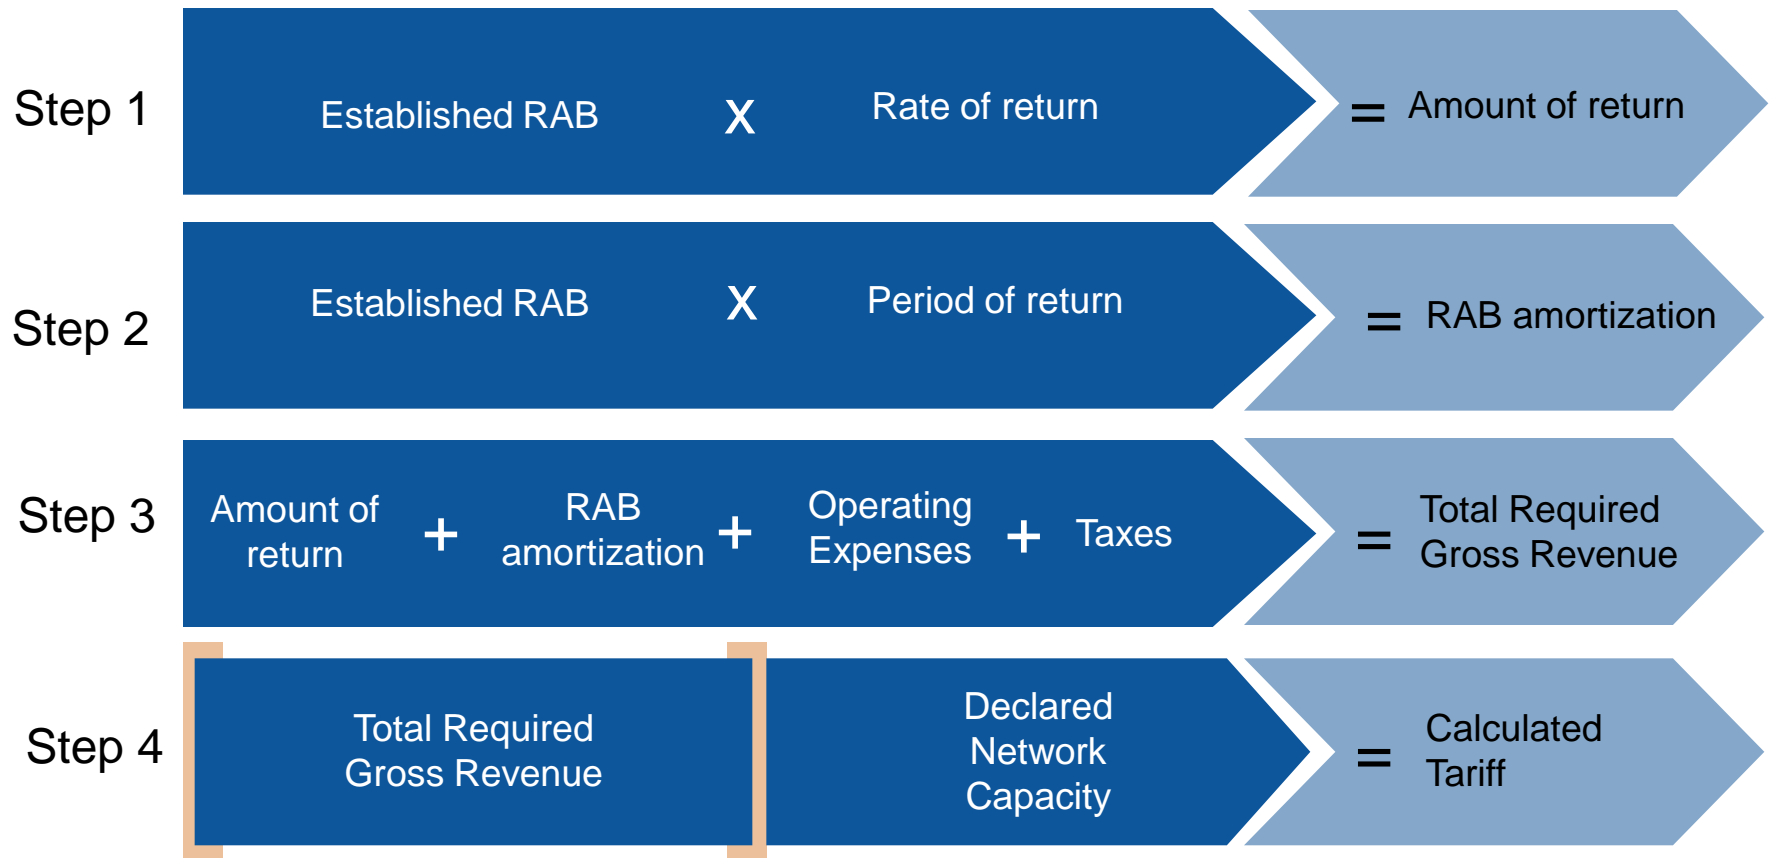 Step 1
Established RAB x Rate of return = Amount of return
Step 2
Established RAB x Period of return = RAB amortization
Step 3
Amount of
return
+
RAB
amortization
+
Operating
Expenses
+
Taxes
=
Total Required
Gross Revenue
Step 4
Total Required
Gross Revenue
Declared
Network
Capacity
=
Calculated
Tariff